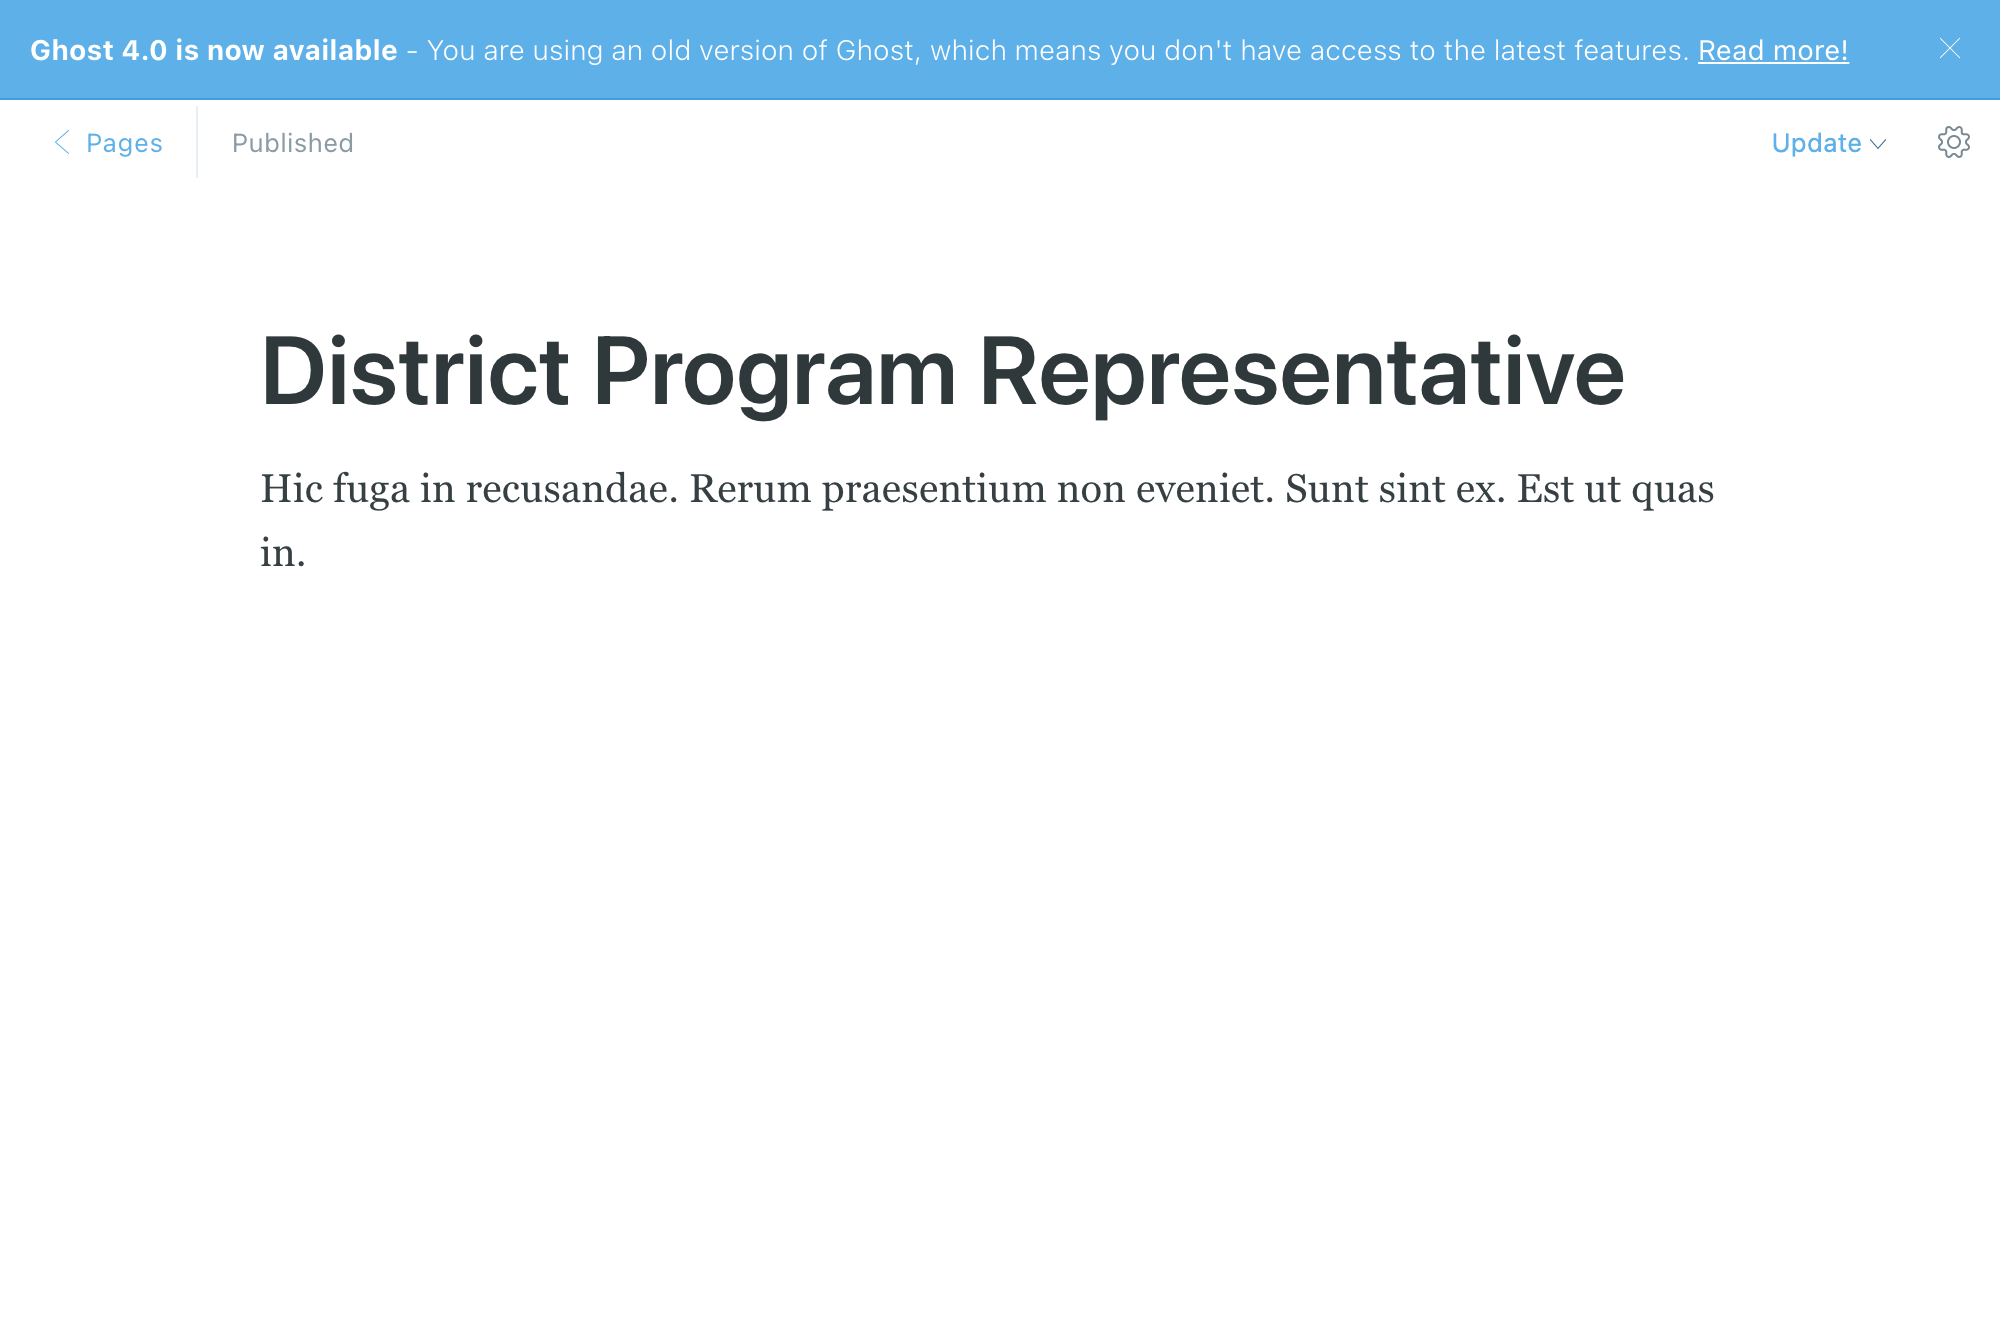 Ghost 4.0 is now available - You are using an old version of Ghost, which means you don't have access to the latest features. Read more!
Pages
Published
Update
District Program Representative
Hic fuga in recusandae. Rerum praesentium non eveniet. Sunt sint ex. Est ut quas
in.